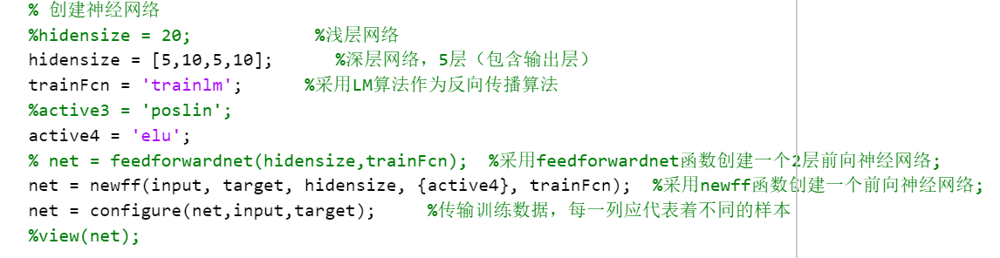 % 创建神经网络
%hidensize = 20; %浅层网络
hidensize = [5,10,5,10]; %深层网络，5层（包含输出层）
trainFcn = 'trainlm'; %采用LM算法作为反向传播算法
%active3 = 'poslin';
active4 = 'elu';
% net = feedforwardnet(hidensize,trainFcn); %采用feedforwardnet函数创建一个2层前向神经网络;
net = newff(input, target, hidensize, {active4}, trainFcn); %采用newff函数创建一个前向神经网络;
net = configure(net,input,target); %传输训练数据，每一列应代表着不同的样本
%view(net);